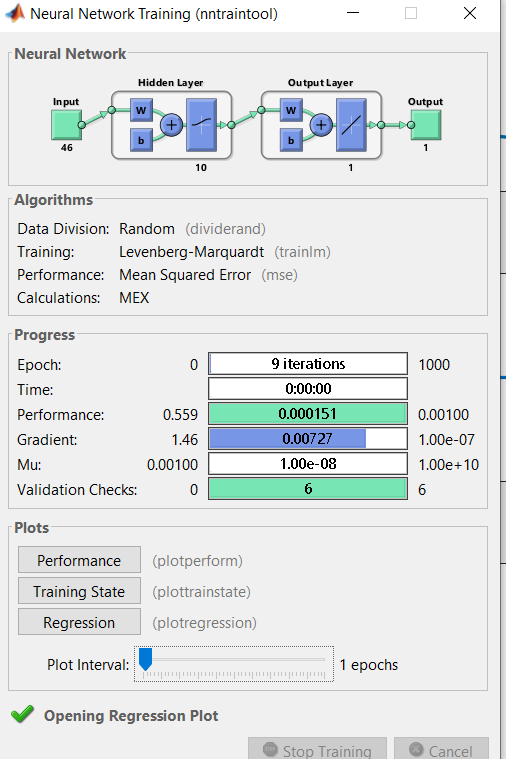 Neural Network Training (nntraintool)
Neural Network
Hidden Layer
Output Layer
Input
Output
W
W
+
+
b
b
46
1
10
1
Algorithms
Data Division: Random (dividerand)
Training: Levenberg-Marquardt (trainlm)
Performance: Mean Squared Error (mse)
Calculations: MEX
Progress
Epoch: 0 9 iterations 1000
Time: 0:00:00
Performance: 0.559 0.000151 0.00100
Gradient: 1.46 0.00727 1.00e-07
Mu: 0.00100 1.00e-08 1.00e+10
Validation Checks: 0 6 6
Plots
Performance (plotperform)
Training State (plottrainstate)
Regression (plotregression)
Plot Interval: 1 epochs
Opening Regression Plot
Stop Training Cancel